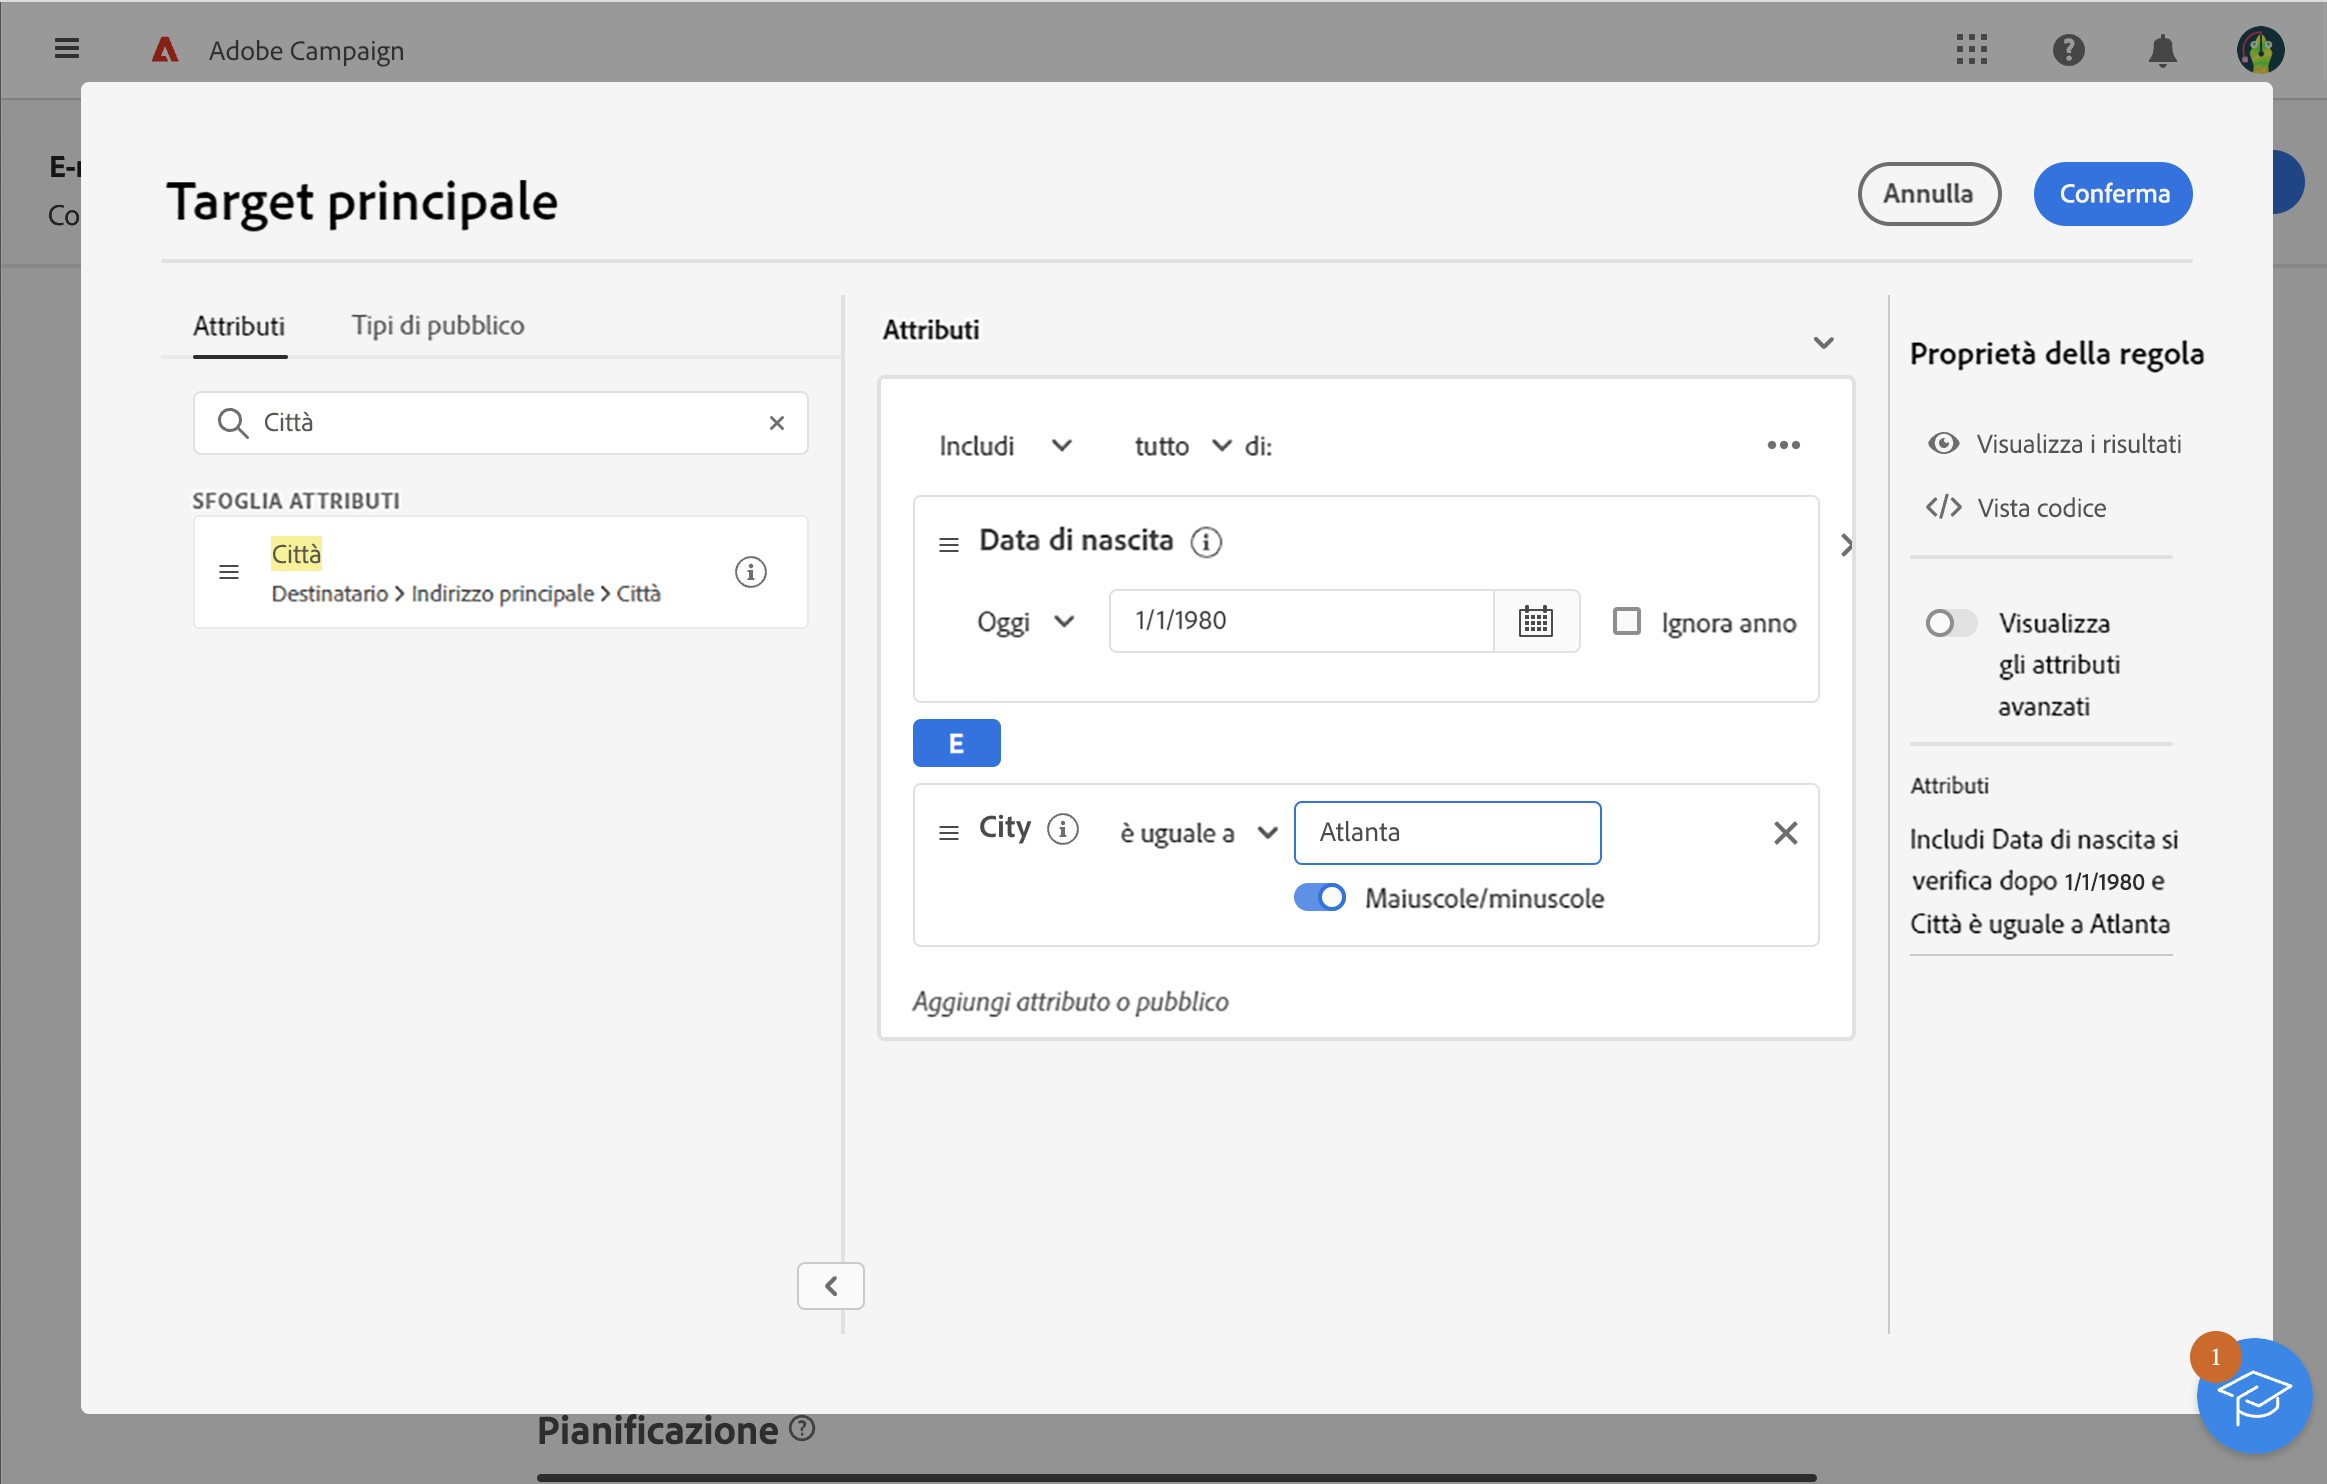 Adobe Campaign
E-
Co
Target principale
Annulla
Conferma
Attributi
Tipi di pubblico
Città
SFOGLIA ATTRIBUTI
Città
Destinatario > Indirizzo principale > Città
Attributi
Includi
tutto
di:
Data di nascita
Oggi
1/1/1980
Ignora anno
E
City
è uguale a
Atlanta
Maiuscole/minuscole
Aggiungi attributo o pubblico
Proprietà della regola
Visualizza i risultati
Vista codice
Visualizza
gli attributi
avanzati
Attributi
Includi Data di nascita si
verifica dopo 1/1/1980 e
Città è uguale a Atlanta
1
Pianificazione